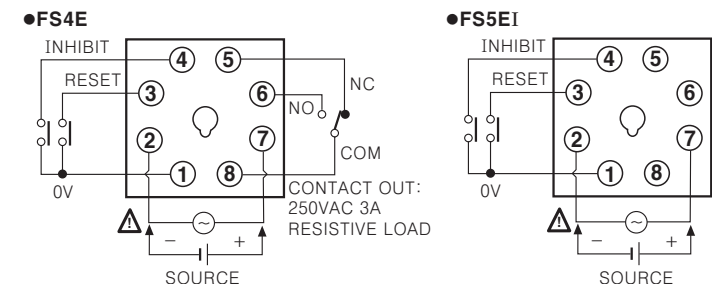 ●FS4E
INHIBIT
RESET
4
5
3
6
2
7
1
8
NC
NO
COM
0V
CONTACT OUT:
250VAC 3A
RESISTIVE LOAD
− +
SOURCE
●FS5EI
INHIBIT
RESET
4
5
3
6
2
7
1
8
0V
− +
SOURCE